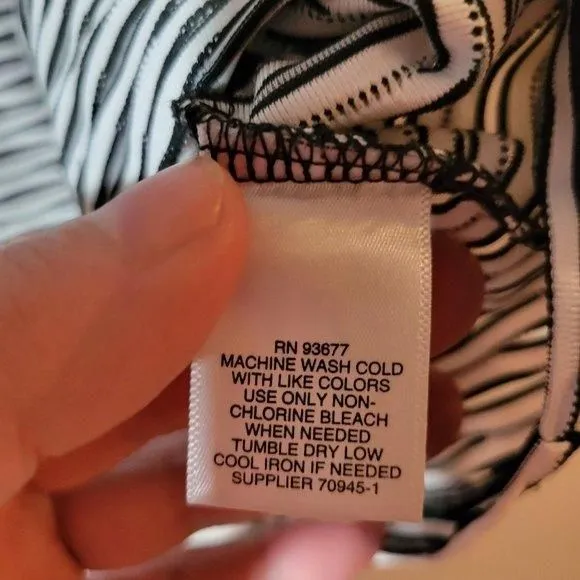 RN 93677
MACHINE WASH COLD
WITH LIKE COLORS
USE ONLY NON-
CHLORINE BLEACH
WHEN NEEDED
TUMBLE DRY LOW
COOL IRON IF NEEDED
SUPPLIER 70945-1